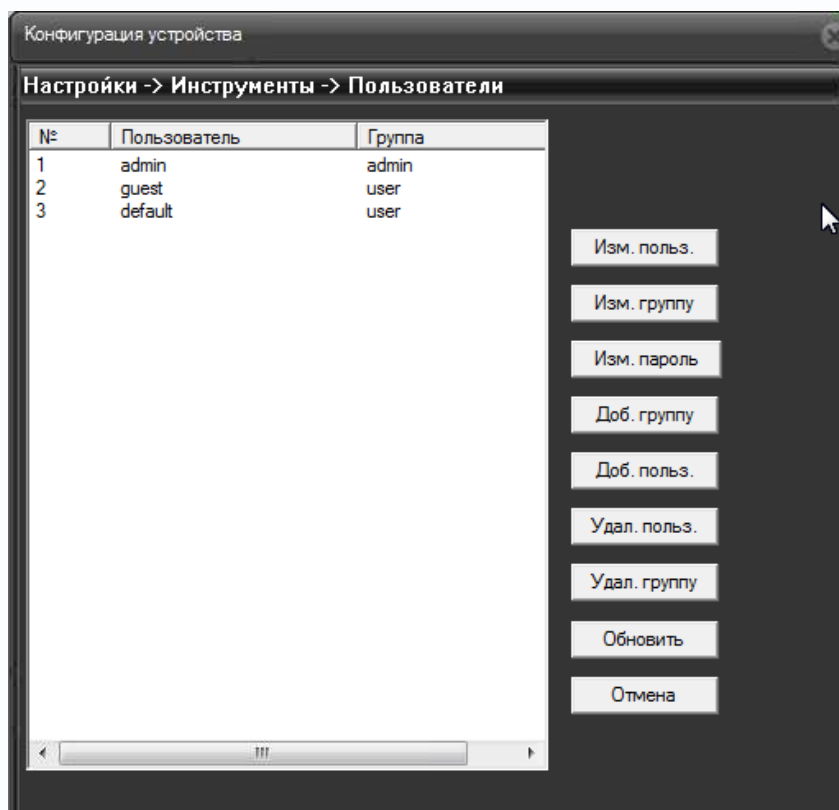 Конфигурация устройства
Настройки -> Инструменты -> Пользователи
№ Пользователь Группа
1 admin admin
2 guest user
3 default user
Изм. польз.
Изм. группу
Изм. пароль
Доб. группу
Доб. польз.
Удал. польз.
Удал. группу
Обновить
Отмена